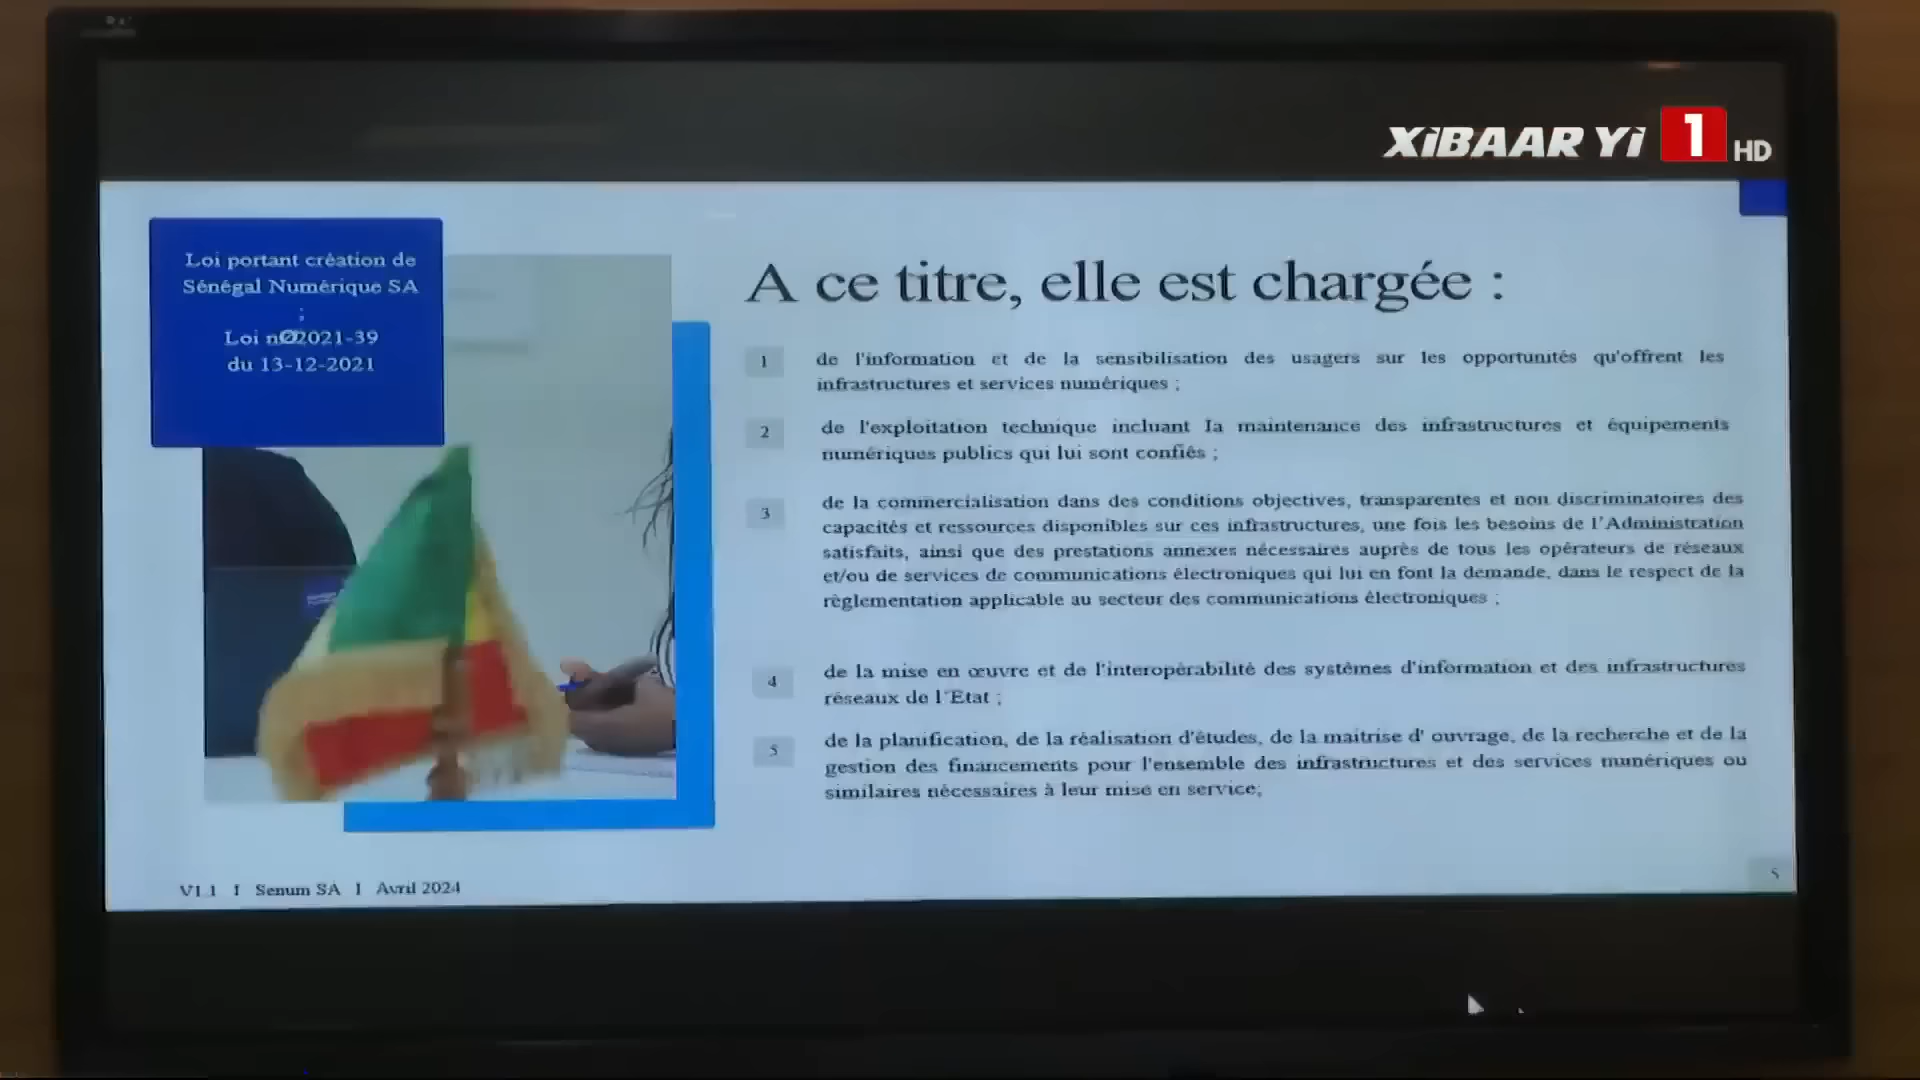 XiBAAR Yi 1 HD
Loi portant création de
Sénégal Numérique SA
;
Loi n°2021-39
du 13-12-2021
A ce titre, elle est chargée :
1
de l'information et de la sensibilisation des usagers sur les opportunités qu'offrent les
infrastructures et services numériques ;
2
de l'exploitation technique incluant Ia maintenance des infrastructures et équipements
numériques publics qui lui sont confiés ;
3
de la commercialisation dans des conditions objectives, transparentes et non discriminatoires des
capacités et ressources disponibles sur ces infrastructures, une fois les besoins de l'Administration
satisfaits, ainsi que des prestations annexes nécessaires auprès de tous les opérateurs de réseaux
et/ou de services de communications électroniques qui lui en font la demande, dans le respect de la
règlementation applicable au secteur des communications électroniques ;
4
de la mise en œuvre et de l'interopérabilité des systèmes d'information et des infrastructures
réseaux de l'Etat ;
5
de la planification, de la réalisation d'études, de la maitrise d' ouvrage, de la recherche et de la
gestion des financements pour l'ensemble des infrastructures et des services numériques ou
similaires nécessaires à leur mise en service;
V1.1 I Senum SA I Avril 2024
5